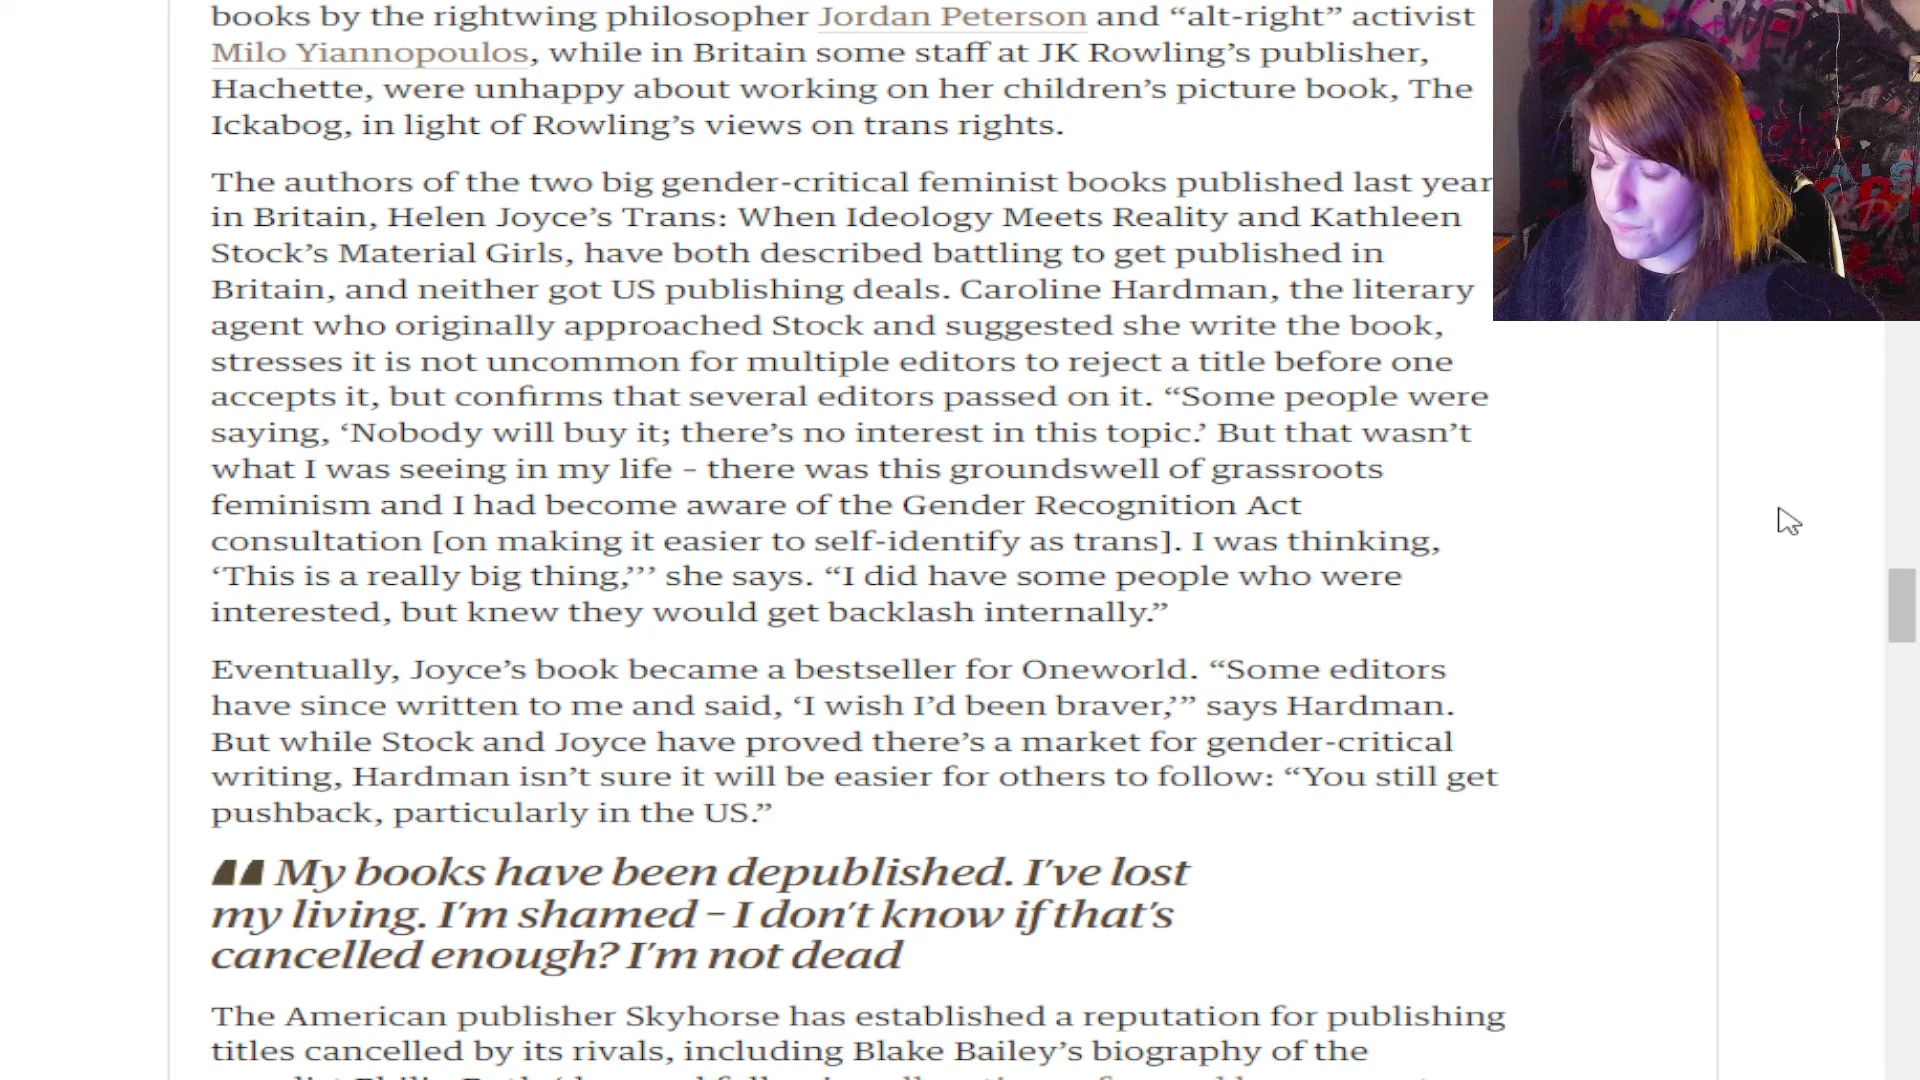 books by the rightwing philosopher Jordan Peterson and “alt-right” activist
Milo Yiannopoulos, while in Britain some staff at JK Rowling’s publisher,
Hachette, were unhappy about working on her children’s picture book, The
Ickabog, in light of Rowling’s views on trans rights.
The authors of the two big gender-critical feminist books published last year
in Britain, Helen Joyce’s Trans: When Ideology Meets Reality and Kathleen
Stock’s Material Girls, have both described battling to get published in
Britain, and neither got US publishing deals. Caroline Hardman, the literary
agent who originally approached Stock and suggested she write the book,
stresses it is not uncommon for multiple editors to reject a title before one
accepts it, but confirms that several editors passed on it. “Some people were
saying, ‘Nobody will buy it; there’s no interest in this topic.’ But that wasn’t
what I was seeing in my life – there was this groundswell of grassroots
feminism and I had become aware of the Gender Recognition Act
consultation [on making it easier to self-identify as trans]. I was thinking,
‘This is a really big thing,’’’ she says. “I did have some people who were
interested, but knew they would get backlash internally.”
Eventually, Joyce’s book became a bestseller for Oneworld. “Some editors
have since written to me and said, ‘I wish I’d been braver,’” says Hardman.
But while Stock and Joyce have proved there’s a market for gender-critical
writing, Hardman isn’t sure it will be easier for others to follow: “You still get
pushback, particularly in the US.”
“ My books have been depublished. I've lost
my living. I'm shamed – I don't know if that's
cancelled enough? I'm not dead
The American publisher Skyhorse has established a reputation for publishing
titles cancelled by its rivals, including Blake Bailey’s biography of the